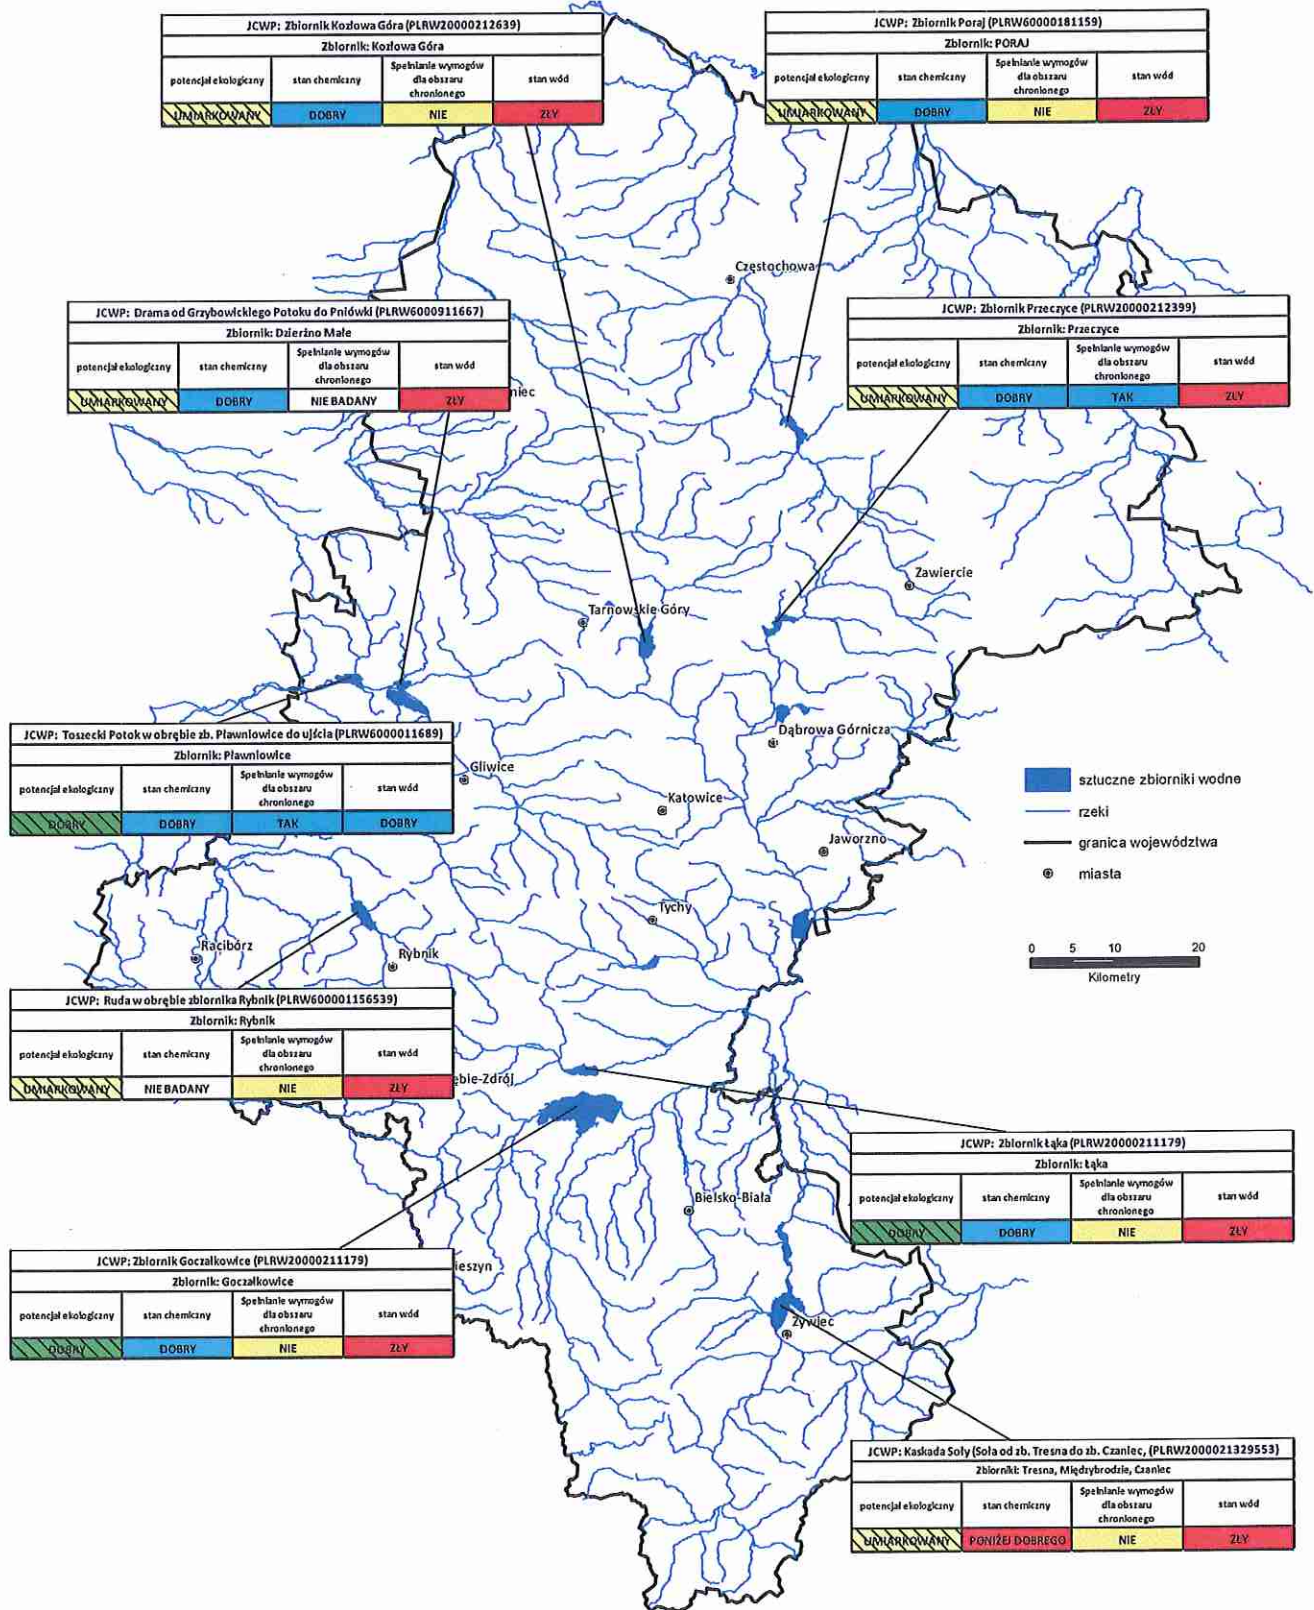 JCWP: Zbiornik Kozłowa Góra (PLRW20000212639)
Zbiornik: Kozłowa Góra
potencjał ekologiczny stan chemiczny Spełnianie wymogów dla obszaru chronionego stan wód
UMIARKOWANY DOBRY NIE ZŁY
JCWP: Zbiornik Poraj (PLRW60000181159)
Zbiornik: PORAJ
potencjał ekologiczny stan chemiczny Spełnianie wymogów dla obszaru chronionego stan wód
UMIARKOWANY DOBRY NIE ZŁY
Częstochowa
JCWP: Drama od Grzybowickiego Potoku do Pniówki (PLRW6000911667)
Zbiornik: Dzierżno Małe
potencjał ekologiczny stan chemiczny Spełnianie wymogów dla obszaru chronionego stan wód
UMIARKOWANY DOBRY NIE BADANY ZŁY
niec
JCWP: Zbiornik Przeczyce (PLRW20000212399)
Zbiornik: Przeczyce
potencjał ekologiczny stan chemiczny Spełnianie wymogów dla obszaru chronionego stan wód
UMIARKOWANY DOBRY TAK ZŁY
Zawiercie
Tarnowskie Góry
JCWP: Toszecki Potok w obrębie zb. Pławniowice do ujścia (PLRW6000011689)
Zbiornik: Pławniowice
potencjał ekologiczny stan chemiczny Spełnianie wymogów dla obszaru chronionego stan wód
DOBRY DOBRY TAK DOBRY
Dąbrowa Górnicza
Gliwice
Katowice
Jaworzno
sztuczne zbiorniki wodne
rzeki
granica województwa
miasta
0 5 10 20
Kilometry
Tychy
Racibórz
Rybnik
JCWP: Ruda w obrębie zbiornika Rybnik (PLRW600001156539)
Zbiornik: Rybnik
potencjał ekologiczny stan chemiczny Spełnianie wymogów dla obszaru chronionego stan wód
UMIARKOWANY NIE BADANY NIE ZŁY
ębie-Zdrój
JCWP: Zbiornik Łąka (PLRW20000211179)
Zbiornik: Łąka
potencjał ekologiczny stan chemiczny Spełnianie wymogów dla obszaru chronionego stan wód
DOBRY DOBRY NIE ZŁY
Bielsko-Biała
JCWP: Zbiornik Goczałkowice (PLRW20000211179)
Zbiornik: Goczałkowice
potencjał ekologiczny stan chemiczny Spełnianie wymogów dla obszaru chronionego stan wód
DOBRY DOBRY NIE ZŁY
ieszyn
Żywiec
JCWP: Kaskada Soły (Soła od zb. Tresna do zb. Czaniec, (PLRW2000021329553)
Zbiorniki: Tresna, Międzybrodzie, Czaniec
potencjał ekologiczny stan chemiczny Spełnianie wymogów dla obszaru chronionego stan wód
UMIARKOWANY PONIŻEJ DOBREGO NIE ZŁY